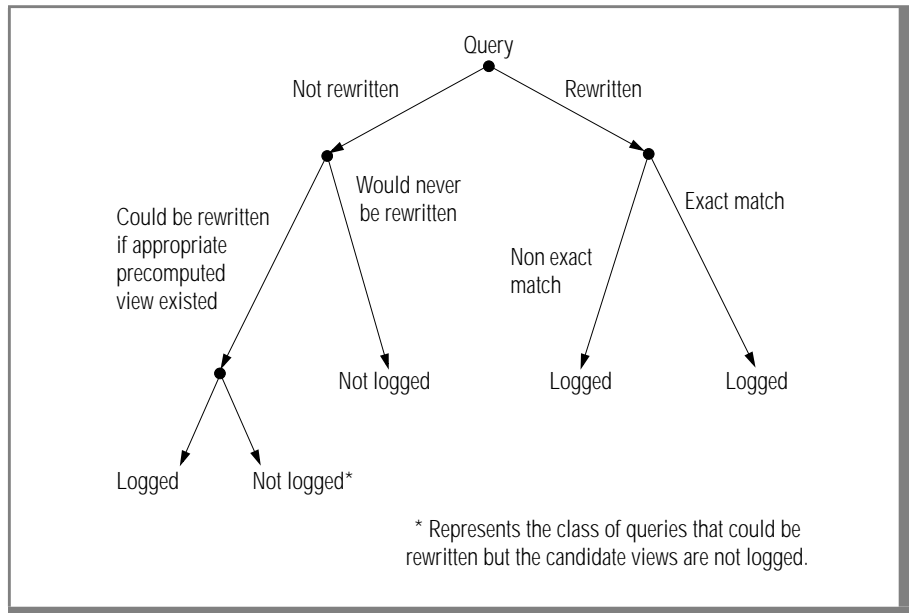 Query
Not rewritten
Rewritten
Would never
be rewritten
Could be rewritten
if appropriate
precomputed
view existed
Exact match
Non exact
match
Not logged
Logged
Logged
Logged
Not logged*
* Represents the class of queries that could be
rewritten but the candidate views are not logged.